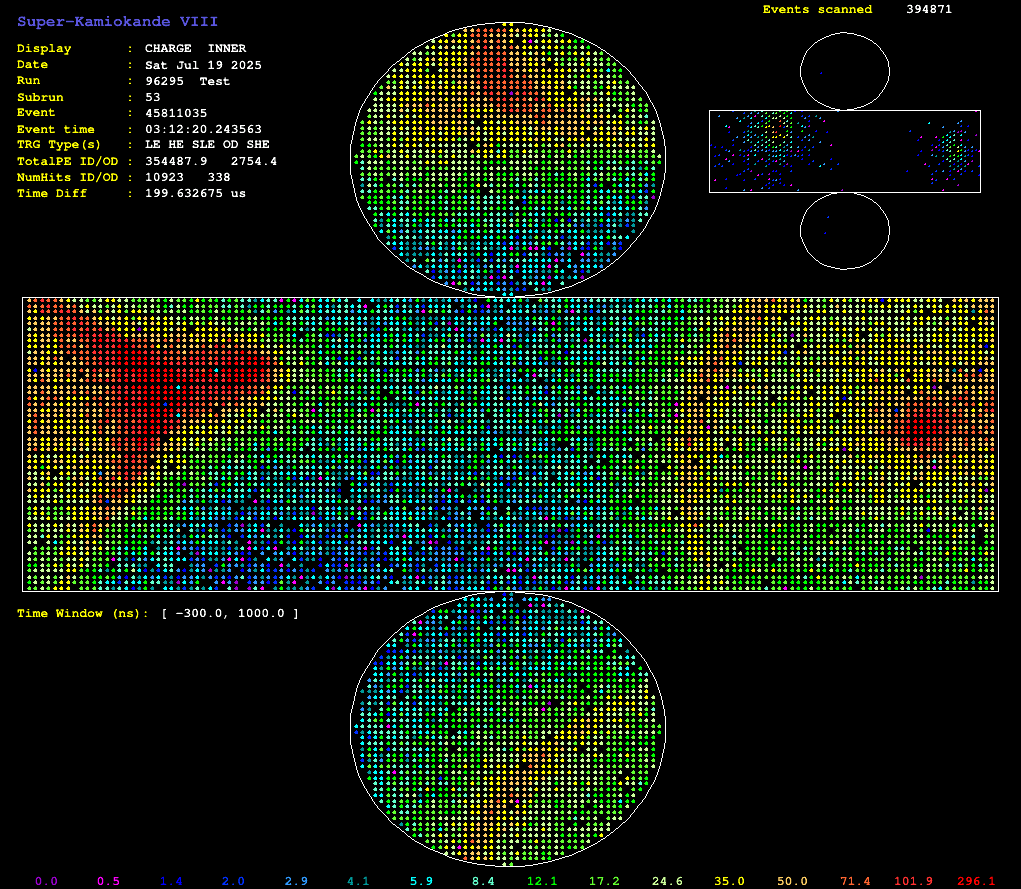 Super-Kamiokande VIII
Display : CHARGE INNER
Date : Sat Jul 19 2025
Run : 96295 Test
Subrun : 53
Event : 45811035
Event time : 03:12:20.243563
TRG Type(s) : LE HE SLE OD SHE
TotalPE ID/OD : 354487.9 2754.4
NumHits ID/OD : 10923 338
Time Diff : 199.632675 us
Events scanned 394871
Time Window (ns): [ -300.0, 1000.0 ]
0.0 0.5 1.4 2.0 2.9 4.1 5.9 8.4 12.1 17.2 24.6 35.0 50.0 71.4 101.9 296.1